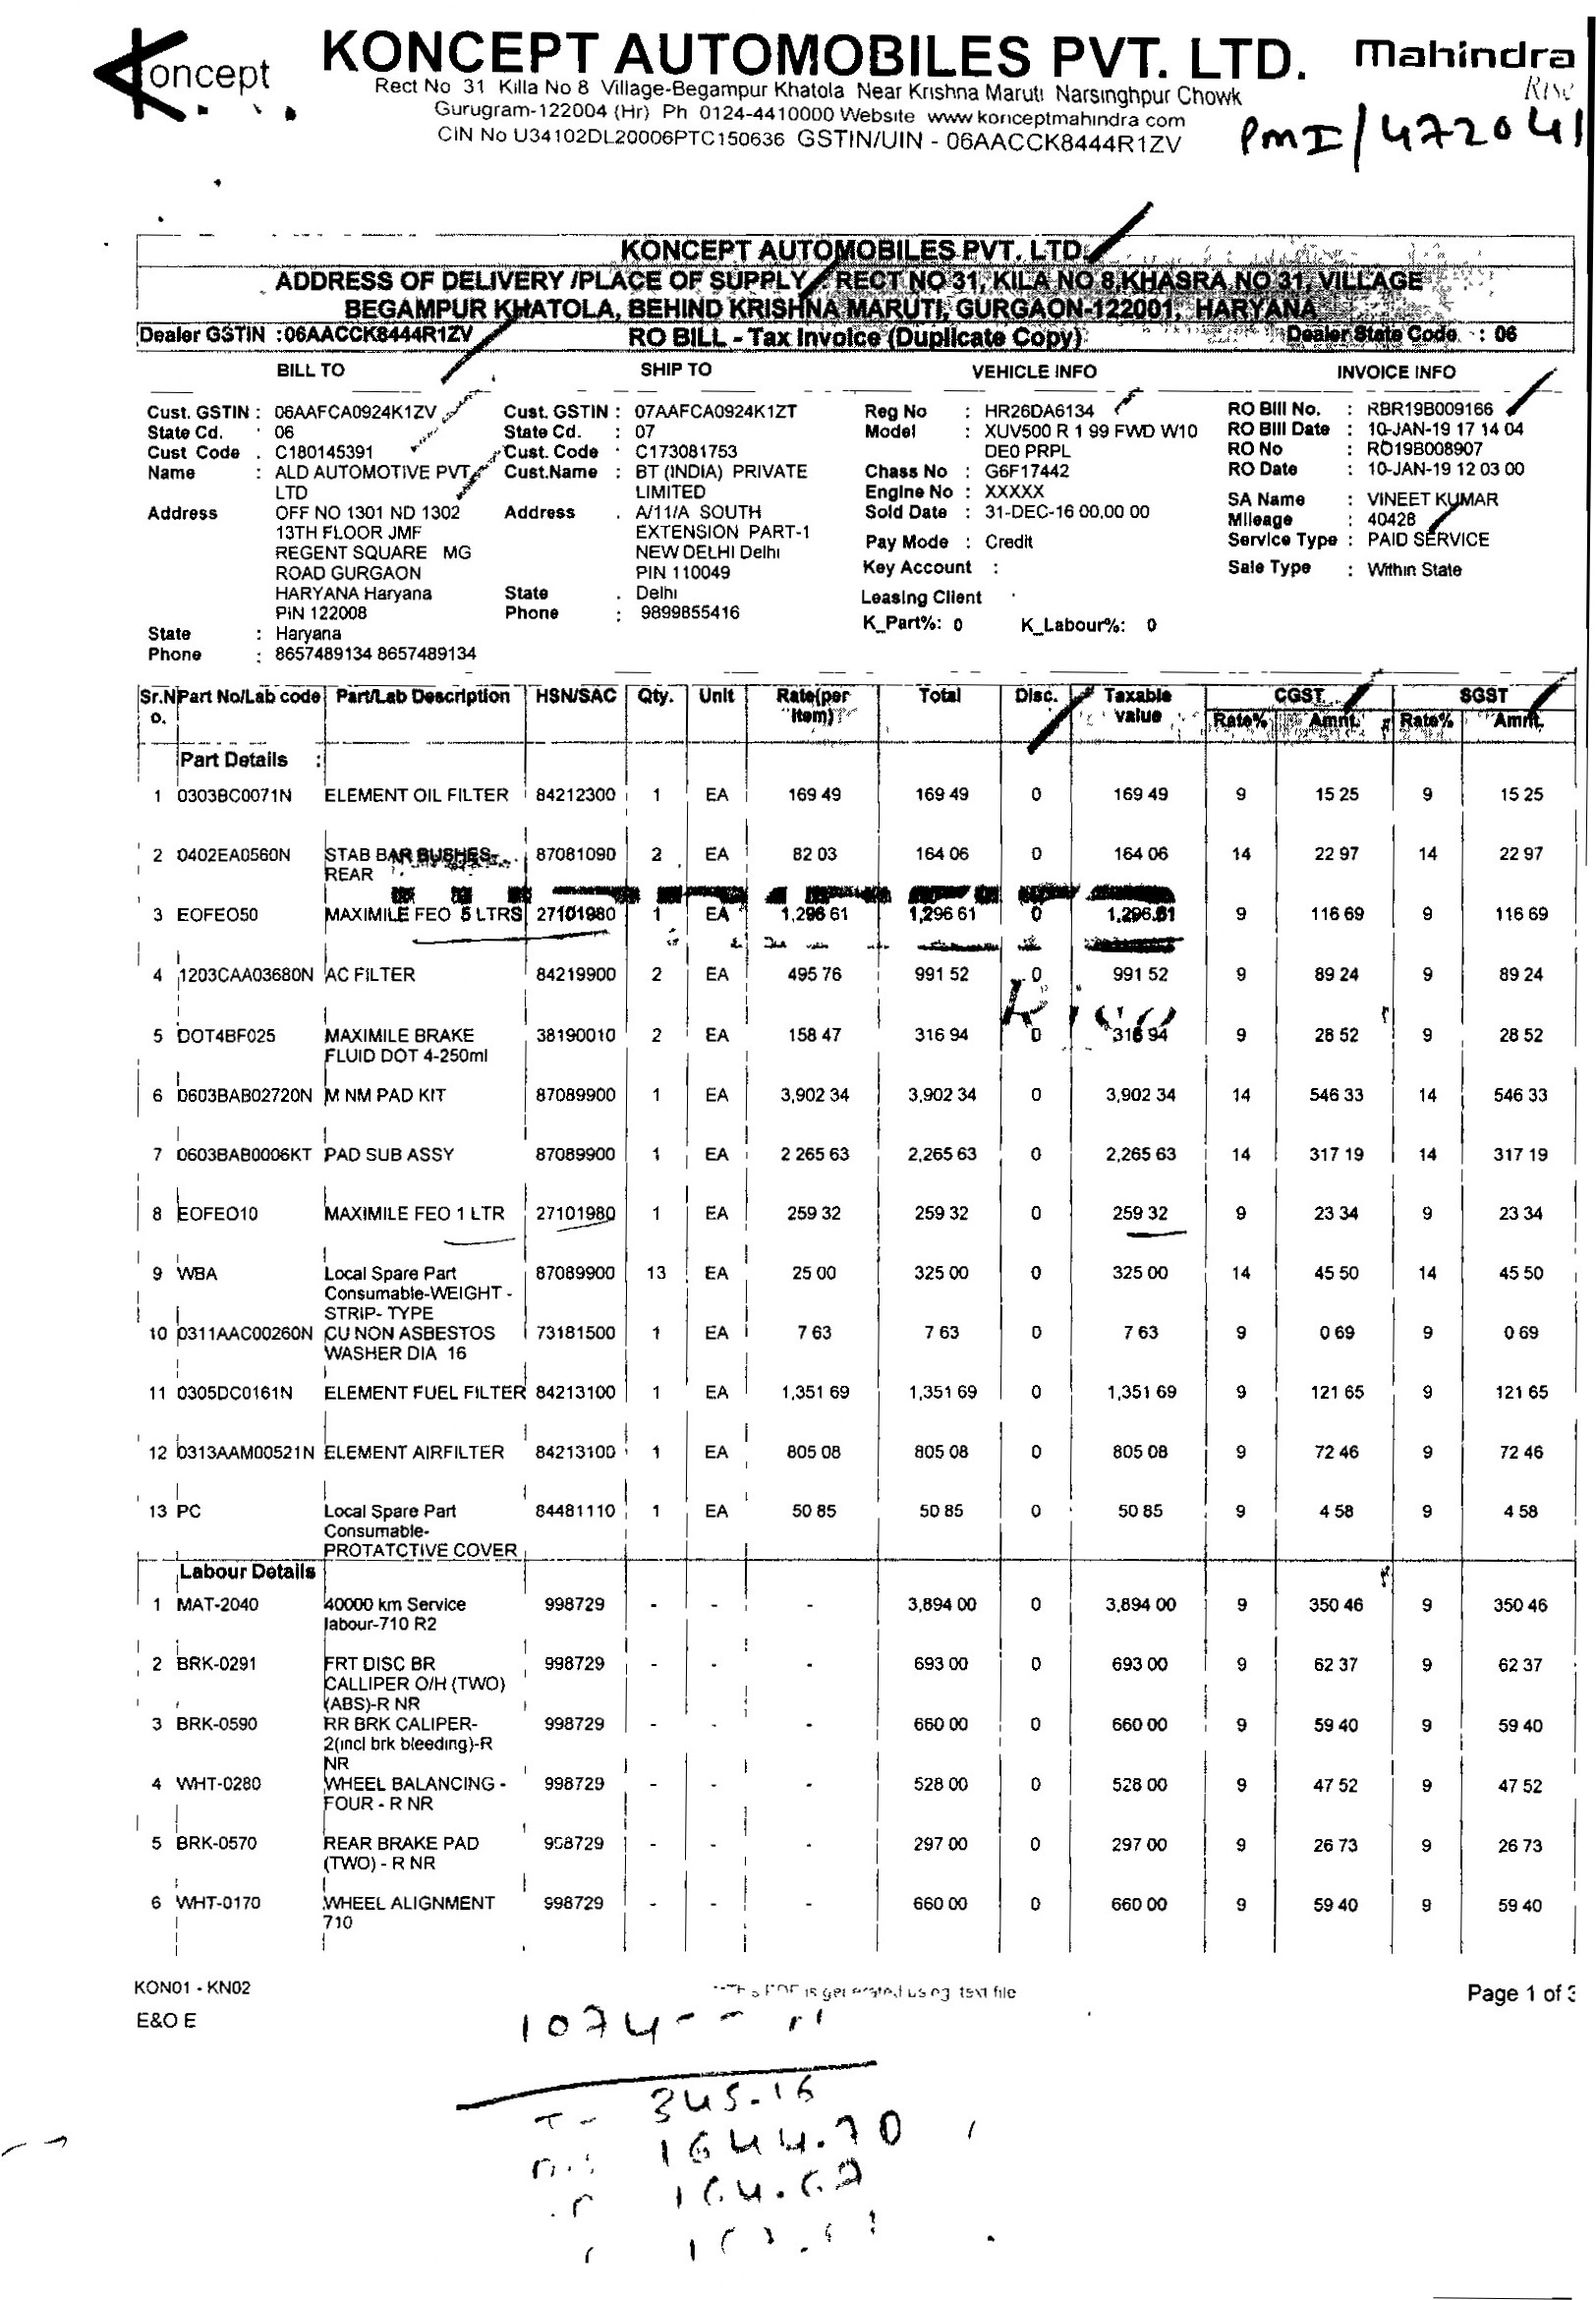 Koncept
KONCEPT AUTOMOBILES PVT. LTD.
Mahindra
Rise
Rect No 31 Killa No 8 Village-Begampur Khatola Near Krishna Maruti Narsinghpur Chowk
Gurugram-122004 (Hr) Ph 0124-4410000 Website www konceptmahindra com
CIN No U34102DL20006PTC150636 GSTIN/UIN - 06AACCK8444R1ZV
PMI/472041
KONCEPT AUTOMOBILES PVT. LTD
ADDRESS OF DELIVERY /PLACE OF SUPPLY RECT NO 31, KILA NO 8,KHASRA NO 31, VILLAGE
BEGAMPUR KHATOLA, BEHIND KRISHNA MARUTI, GURGAON-122001, HARYANA
Dealer GSTIN :06AACCK8444R1ZV RO BILL - Tax Invoice (Duplicate Copy) Dealer State Code : 06
BILL TO SHIP TO VEHICLE INFO INVOICE INFO
Cust. GSTIN : 06AAFCA0924K1ZV Cust. GSTIN : 07AAFCA0924K1ZT Reg No : HR26DA6134 RO Bill No. : RBR19B009166
State Cd. 06 State Cd. : 07 Model : XUV500 R 1 99 FWD W10 RO Bill Date : 10-JAN-19 17 14 04
Cust Code . C180145391 Cust. Code : C173081753 DE0 PRPL RO No : RO19B008907
Name : ALD AUTOMOTIVE PVT Cust.Name : BT (INDIA) PRIVATE Chass No : G6F17442 RO Date : 10-JAN-19 12 03 00
LTD LIMITED Engine No : XXXXX SA Name : VINEET KUMAR
Address OFF NO 1301 ND 1302 Address . A/11/A SOUTH Sold Date : 31-DEC-16 00.00 00 Mileage : 40428
13TH FLOOR JMF EXTENSION PART-1 Pay Mode : Credit Service Type : PAID SERVICE
REGENT SQUARE MG NEW DELHI Delhi
ROAD GURGAON PIN 110049 Key Account : Sale Type : Within State
HARYANA Haryana State . Delhi Leasing Client
PIN 122008 Phone : 9899855416 K_Part%: 0 K_Labour%: 0
State : Haryana
Phone : 8657489134 8657489134
Sr.N Part No/Lab code Part/Lab Description HSN/SAC Qty. Unit Rate(per Total Disc. Taxable CGST SGST
o. Item) value Rate% Amnt. Rate% Amnt.
Part Details :
1 0303BC0071N ELEMENT OIL FILTER 84212300 1 EA 169 49 169 49 0 169 49 9 15 25 9 15 25
2 0402EA0560N STAB BAR BUSHES 87081090 2 EA 82 03 164 06 0 164 06 14 22 97 14 22 97
REAR
3 EOFEO50 MAXIMILE FEO 5 LTRS 27101980 1 EA 1,296 61 1,296 61 0 1,296.61 9 116 69 9 116 69
4 1203CAA03680N AC FILTER 84219900 2 EA 495 76 991 52 0 991 52 9 89 24 9 89 24
5 DOT4BF025 MAXIMILE BRAKE 38190010 2 EA 158 47 316 94 0 316 94 9 28 52 9 28 52
FLUID DOT 4-250ml
6 0603BAB02720N M NM PAD KIT 87089900 1 EA 3,902 34 3,902 34 0 3,902 34 14 546 33 14 546 33
7 0603BAB0006KT PAD SUB ASSY 87089900 1 EA 2 265 63 2,265 63 0 2,265 63 14 317 19 14 317 19
8 EOFEO10 MAXIMILE FEO 1 LTR 27101980 1 EA 259 32 259 32 0 259 32 9 23 34 9 23 34
9 WBA Local Spare Part 87089900 13 EA 25 00 325 00 0 325 00 14 45 50 14 45 50
Consumable-WEIGHT -
STRIP- TYPE
10 0311AAC00260N CU NON ASBESTOS 73181500 1 EA 7 63 7 63 0 7 63 9 0 69 9 0 69
WASHER DIA 16
11 0305DC0161N ELEMENT FUEL FILTER 84213100 1 EA 1,351 69 1,351 69 0 1,351 69 9 121 65 9 121 65
12 0313AAM00521N ELEMENT AIRFILTER 84213100 1 EA 805 08 805 08 0 805 08 9 72 46 9 72 46
13 PC Local Spare Part 84481110 1 EA 50 85 50 85 0 50 85 9 4 58 9 4 58
Consumable-
PROTATCTIVE COVER
Labour Details
1 MAT-2040 40000 km Service 998729 - - - 3,894 00 0 3,894 00 9 350 46 9 350 46
labour-710 R2
2 BRK-0291 FRT DISC BR 998729 - - - 693 00 0 693 00 9 62 37 9 62 37
CALLIPER O/H (TWO)
(ABS)-R NR
3 BRK-0590 RR BRK CALIPER- 998729 - - - 660 00 0 660 00 9 59 40 9 59 40
2(incl brk bleeding)-R
NR
4 WHT-0280 WHEEL BALANCING - 998729 - - - 528 00 0 528 00 9 47 52 9 47 52
FOUR - R NR
5 BRK-0570 REAR BRAKE PAD 998729 - - - 297 00 0 297 00 9 26 73 9 26 73
(TWO) - R NR
6 WHT-0170 WHEEL ALIGNMENT 998729 - - - 660 00 0 660 00 9 59 40 9 59 40
710
KON01 - KN02 is generated using text file Page 1 of 3
E&O E
1074
345.16
1644.70
164.67